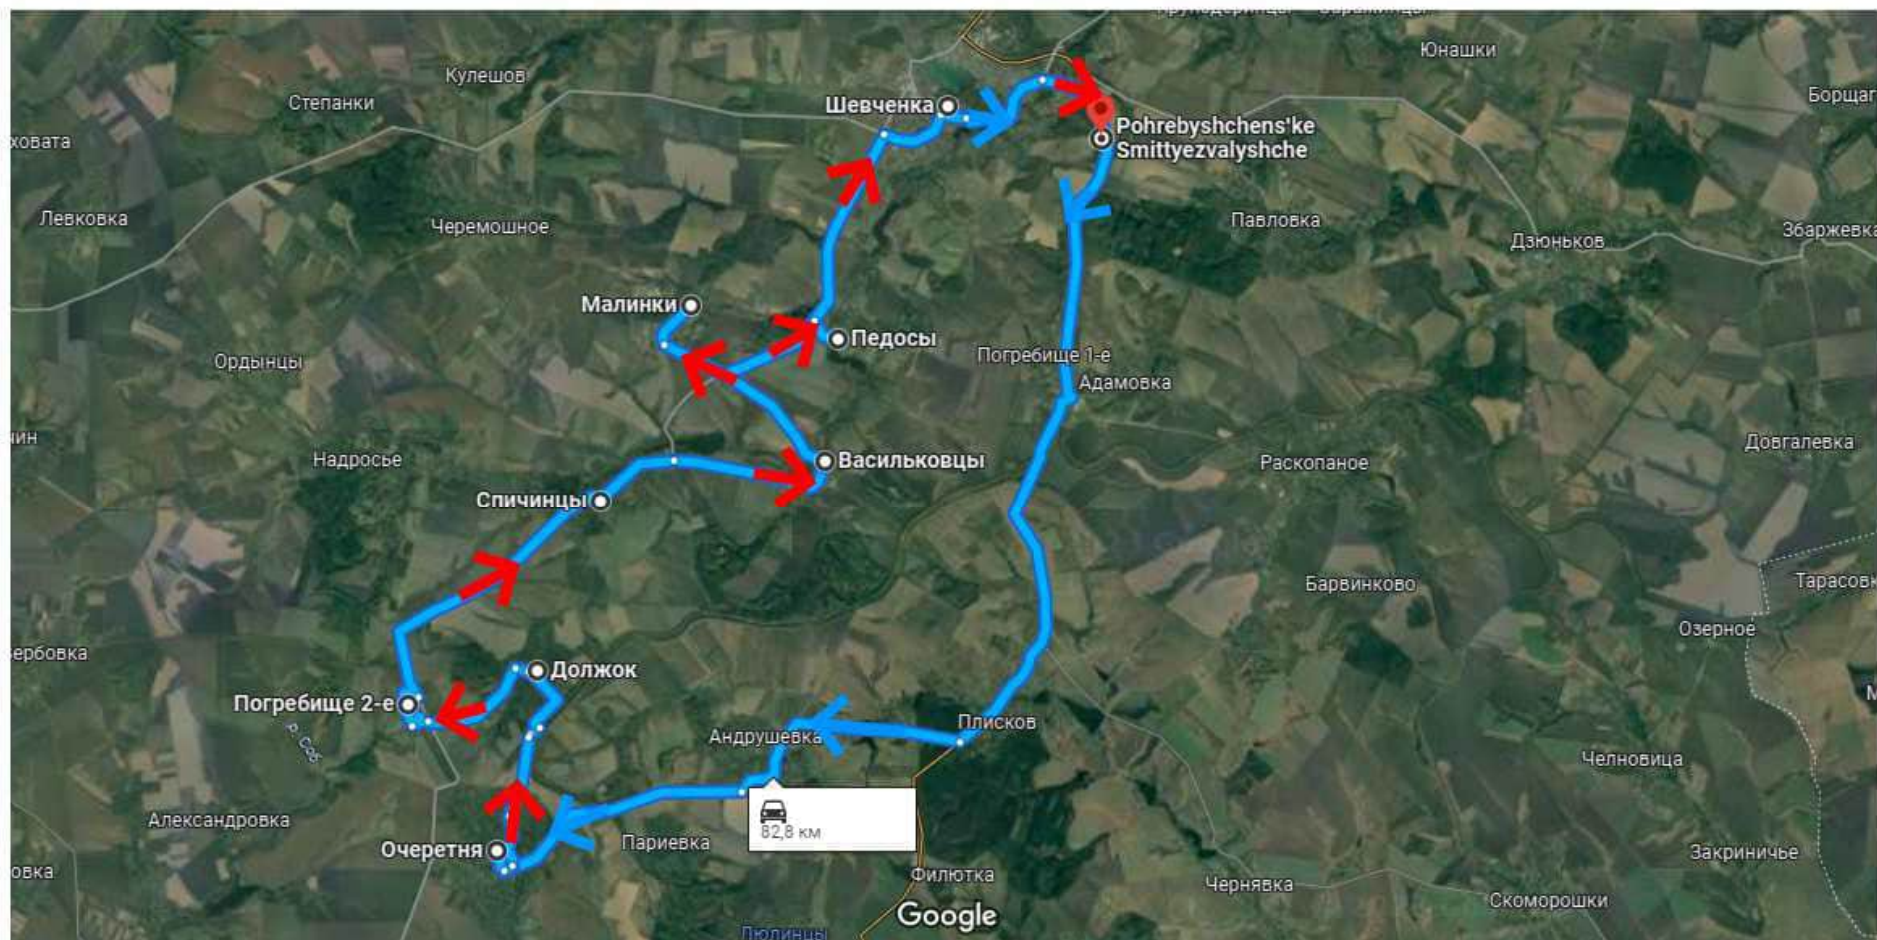 Юнашки
Кулешов
Степанки
Борщаг
Шевченка
Pohrebyshchens'ke
Smittyezvalyshche
ховата
Левковка
Черемошное
Павловка
Дзюньков
Збаржевка
Малинки
Педосы
Погребище 1-е
Ордынцы
Адамовка
чин
Довгалевка
Надросье
Васильковцы
Раскопаное
Спичинцы
Барвинково
Тарасовк
Озерное
ербовка
Должок
Погребище 2-е
р. Соб
Плисков
Андрушевка
Челновица
82,8 км
Александровка
Париевка
Очеретня
Закриничье
овка
Филютка
Чернявка
Скоморошки
Google
Люлинцы